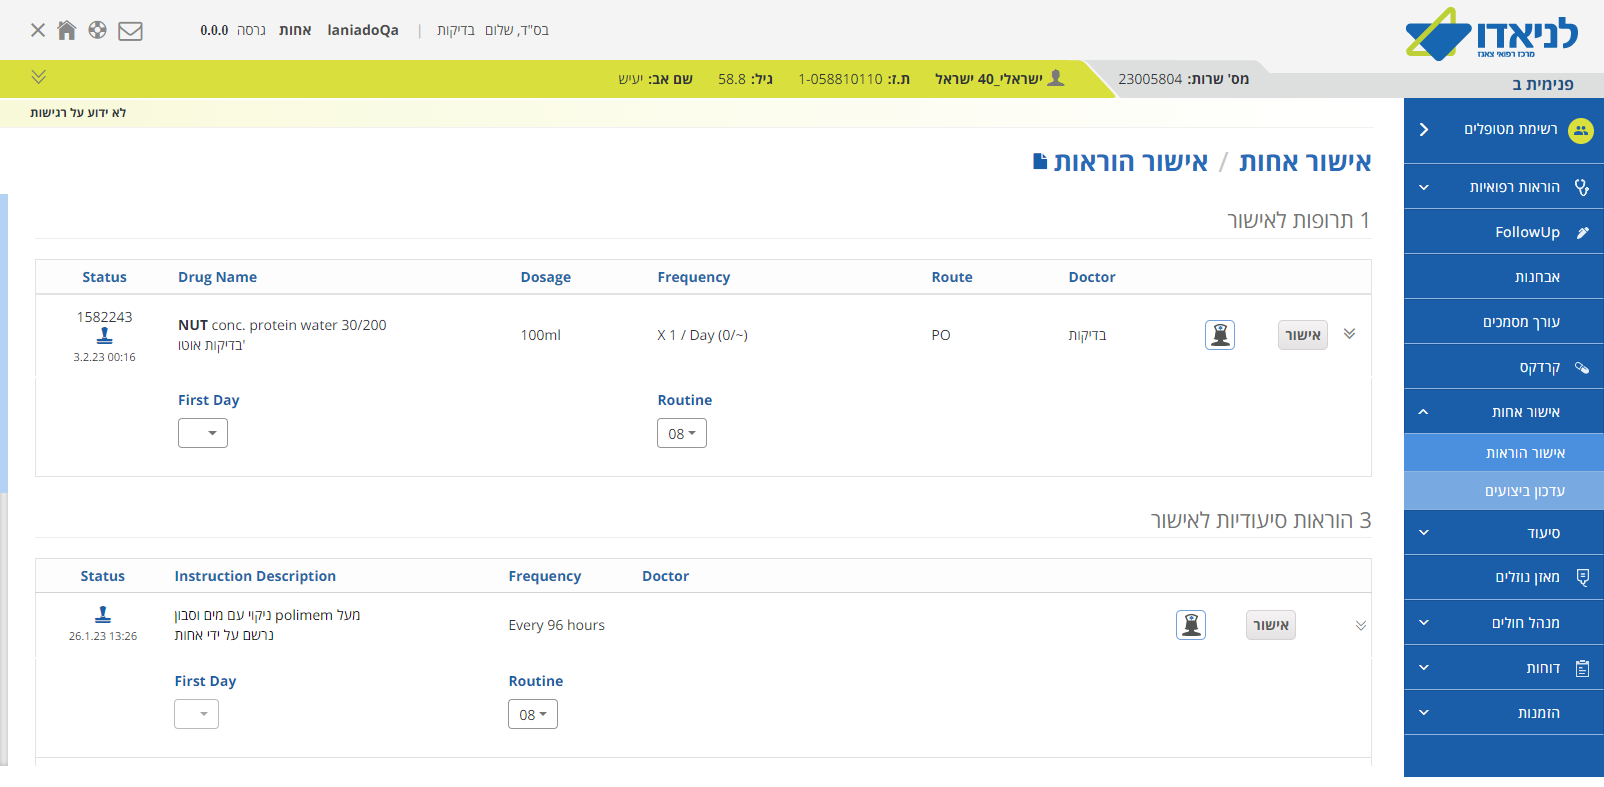 לניאדו
מרכז רפואי צאנז
בס"ד, שלום בדיקות | laniadoQa אחות גרסה 0.0.0
פנימית ב
מס' שרות: 23005804
ישראלי_40 ישראל ת.ז: 1-058810110 גיל: 58.8 שם אב: יעיש
לא ידוע על רגישות
רשימת מטופלים
הוראות רפואיות
FollowUp
אבחנות
עורך מסמכים
קרדקס
אישור אחות
אישור הוראות
עדכון ביצועים
סיעוד
מאזן נוזלים
מנהל חולים
דוחות
הזמנות
אישור אחות / אישור הוראות
1 תרופות לאישור
Status Drug Name Dosage Frequency Route Doctor
1582243
3.2.23 00:16
NUT conc. protein water 30/200
בדיקות אוטו'
100ml
X 1 / Day (0/~)
PO
בדיקות
אישור
First Day Routine
08
3 הוראות סיעודיות לאישור
Status Instruction Description Frequency Doctor
26.1.23 13:26
ניקוי עם מים וסבון polimem מעל
נרשם על ידי אחות
Every 96 hours
אישור
First Day Routine
08